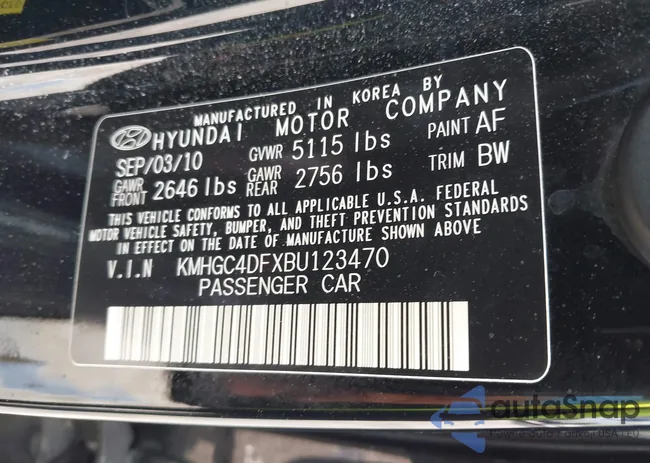 MANUFACTURED IN KOREA BY
HYUNDAI MOTOR COMPANY
SEP/03/10 GVWR 5115 lbs PAINT AF
GAWR FRONT 2646 lbs GAWR REAR 2756 lbs TRIM BW
THIS VEHICLE CONFORMS TO ALL APPLICABLE U.S.A. FEDERAL
MOTOR VEHICLE SAFETY, BUMPER, AND THEFT PREVENTION STANDARDS
IN EFFECT ON THE DATE OF MANUFACTURE SHOWN ABOVE
V.I.N KMHGC4DFXBU123470
PASSENGER CAR
autoSnap